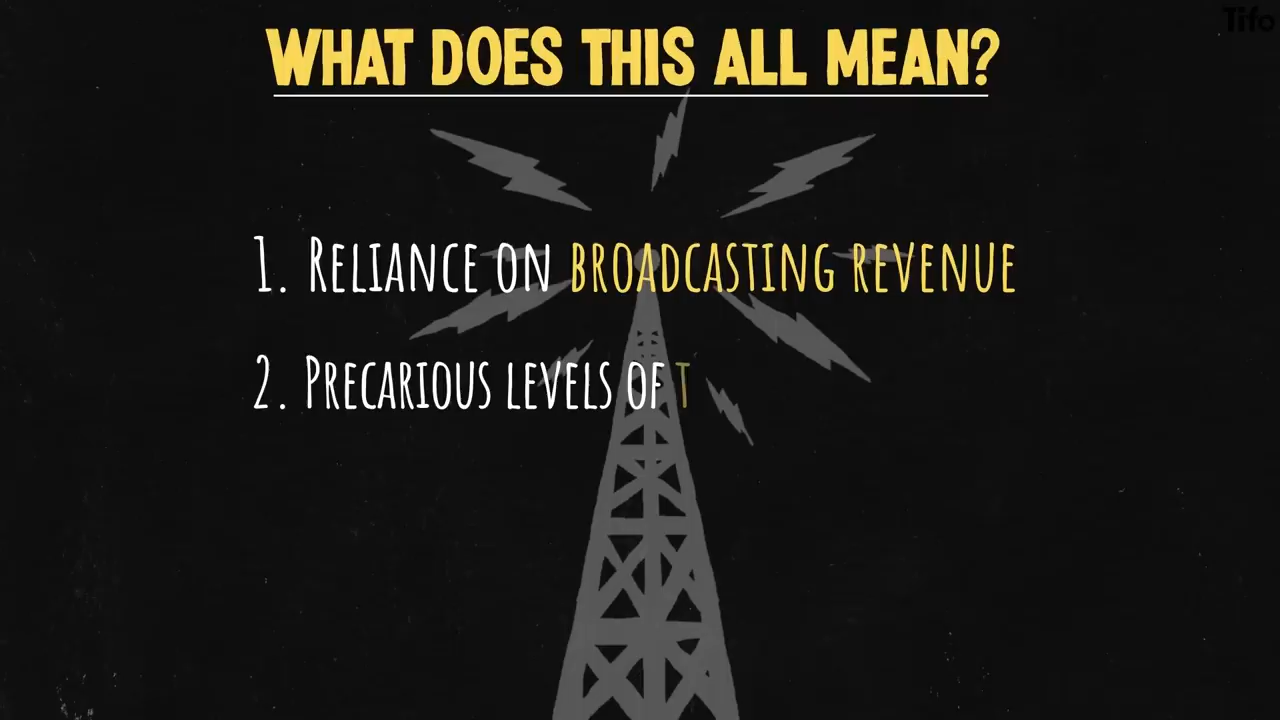 Tifo
WHAT DOES THIS ALL MEAN?
1. RELIANCE ON BROADCASTING REVENUE
2. PRECARIOUS LEVELS OF T